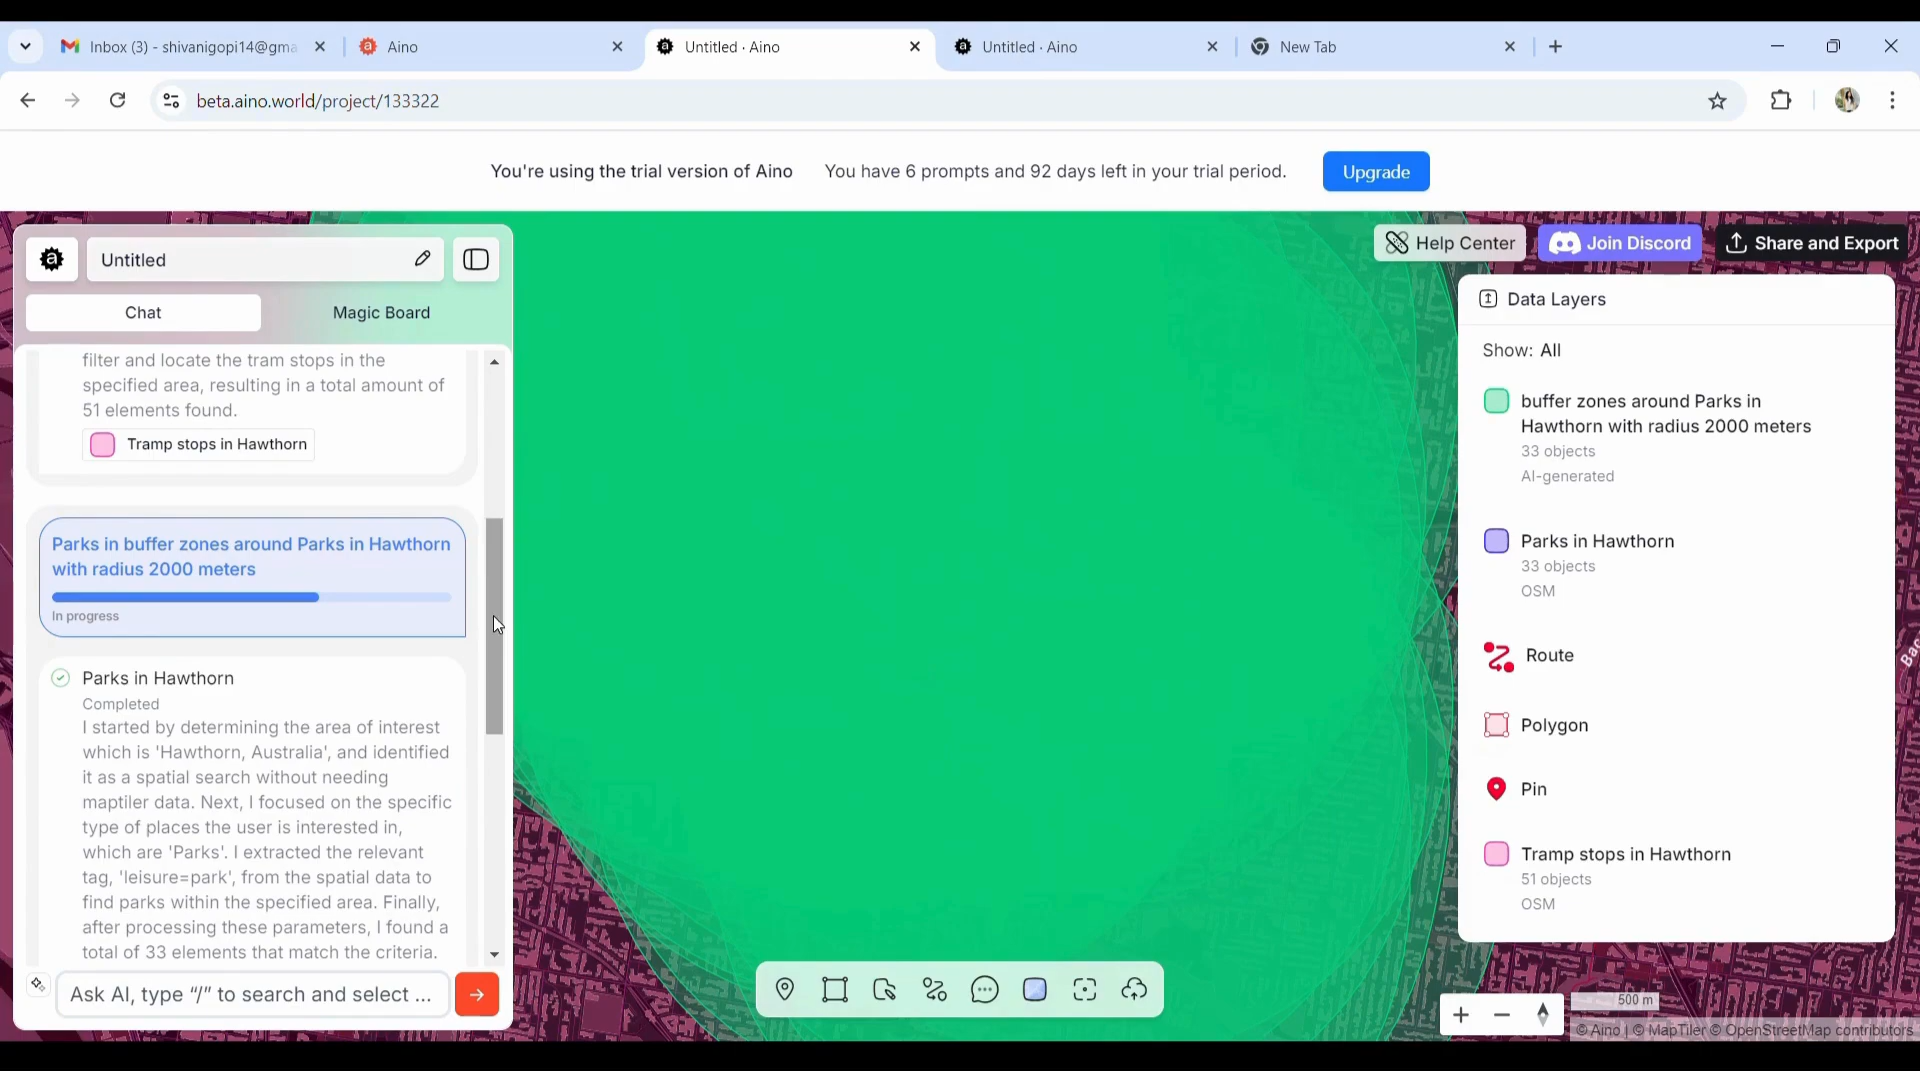 Inbox (3) - shivanigopi14@gma
Aino
Untitled · Aino
Untitled · Aino
New Tab
beta.aino.world/project/133322
You're using the trial version of Aino
You have 6 prompts and 92 days left in your trial period.
Upgrade
Untitled
Help Center
Join Discord
Share and Export
Chat
Magic Board
filter and locate the tram stops in the
specified area, resulting in a total amount of
51 elements found.
Tramp stops in Hawthorn
Parks in buffer zones around Parks in Hawthorn
with radius 2000 meters
In progress
Parks in Hawthorn
Completed
I started by determining the area of interest
which is 'Hawthorn, Australia', and identified
it as a spatial search without needing
maptiler data. Next, I focused on the specific
type of places the user is interested in,
which are 'Parks'. I extracted the relevant
tag, 'leisure=park', from the spatial data to
find parks within the specified area. Finally,
after processing these parameters, I found a
total of 33 elements that match the criteria.
Ask AI, type “/” to search and select ...
Data Layers
Show: All
buffer zones around Parks in
Hawthorn with radius 2000 meters
33 objects
AI-generated
Parks in Hawthorn
33 objects
OSM
Route
Polygon
Pin
Tramp stops in Hawthorn
51 objects
OSM
500 m
© Aino | © MapTiler © OpenStreetMap contributors